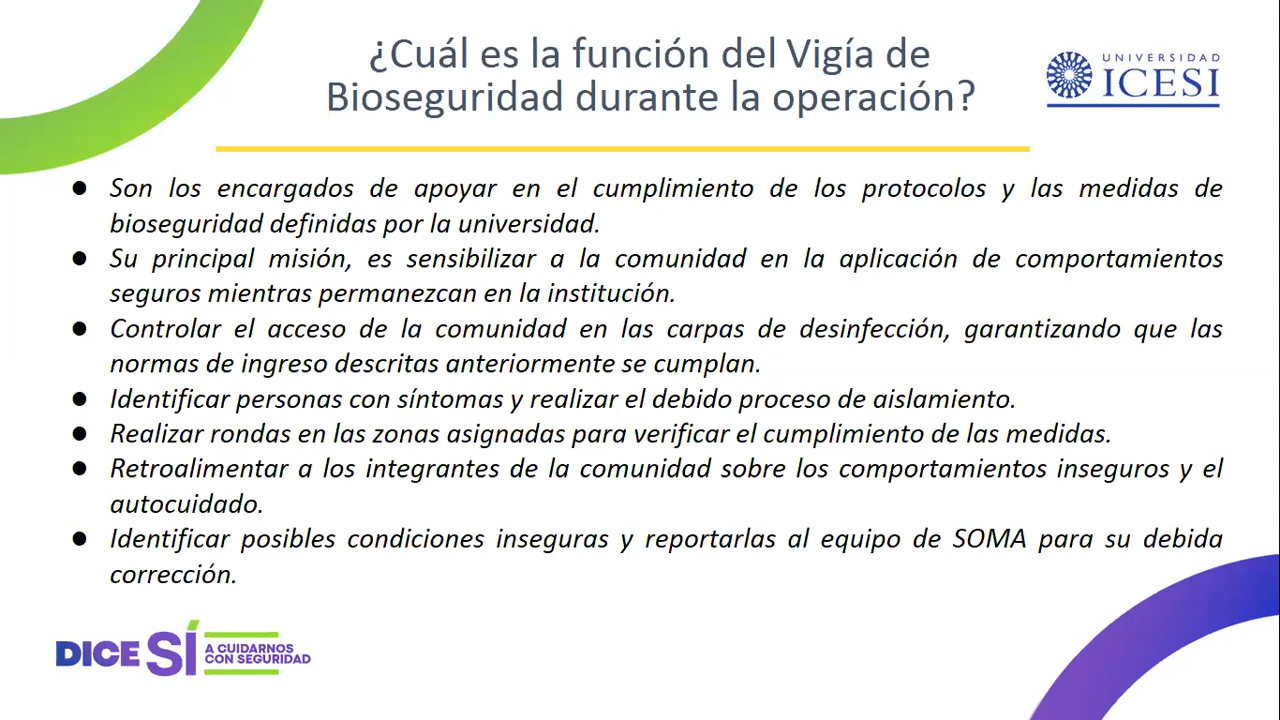 ¿Cuál es la función del Vigía de
Bioseguridad durante la operación?
UNIVERSIDAD
ICESI
● Son los encargados de apoyar en el cumplimiento de los protocolos y las medidas de
bioseguridad definidas por la universidad.
● Su principal misión, es sensibilizar a la comunidad en la aplicación de comportamientos
seguros mientras permanezcan en la institución.
● Controlar el acceso de la comunidad en las carpas de desinfección, garantizando que las
normas de ingreso descritas anteriormente se cumplan.
● Identificar personas con síntomas y realizar el debido proceso de aislamiento.
● Realizar rondas en las zonas asignadas para verificar el cumplimiento de las medidas.
● Retroalimentar a los integrantes de la comunidad sobre los comportamientos inseguros y el
autocuidado.
● Identificar posibles condiciones inseguras y reportarlas al equipo de SOMA para su debida
corrección.
DICE SÍ
A CUIDARNOS
CON SEGURIDAD